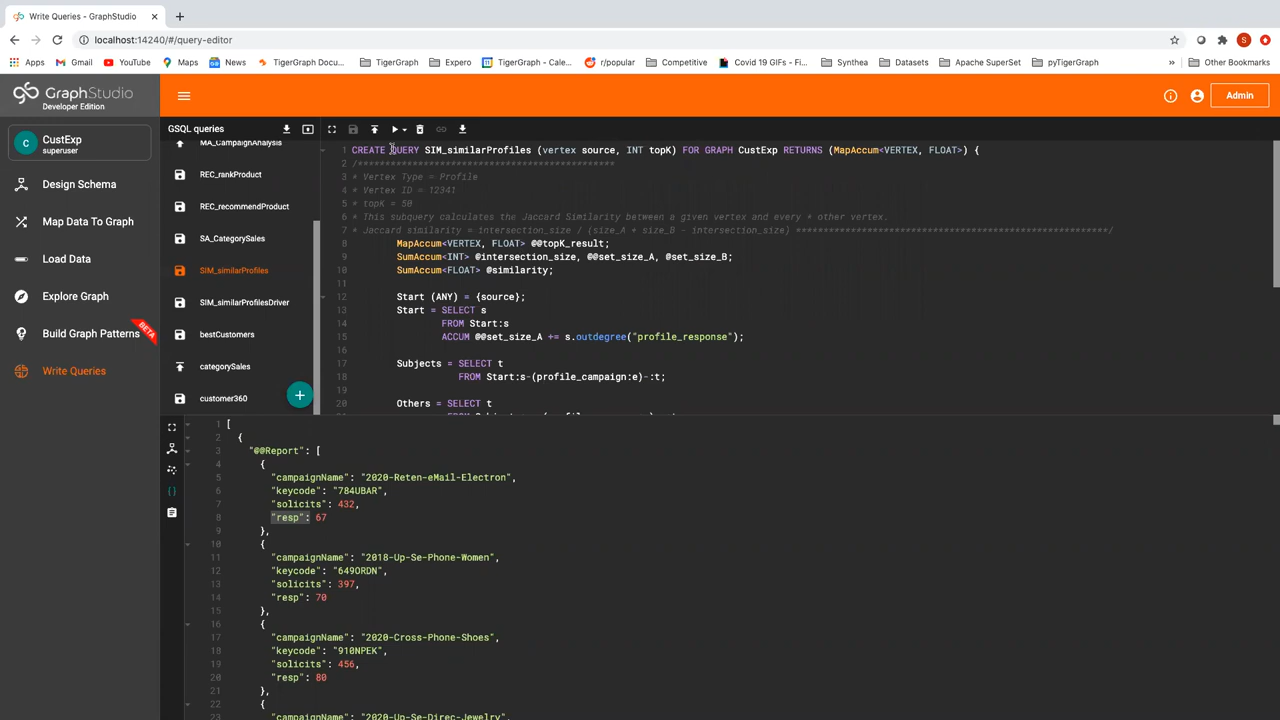 Write Queries - GraphStudio
localhost:14240/#/query-editor
Apps Gmail YouTube Maps News TigerGraph Docu... TigerGraph Expero TigerGraph - Cale... r/popular Competitive Covid 19 GIFs - Fi... Synthea Datasets Apache SuperSet pyTigerGraph » Other Bookmarks
GraphStudio
Developer Edition
Admin
C
CustExp
superuser
Design Schema
Map Data To Graph
Load Data
Explore Graph
Build Graph Patterns
BETA
Write Queries
GSQL queries
MA_CampaignAnalysis
REC_rankProduct
REC_recommendProduct
SA_CategorySales
SIM_similarProfiles
SIM_similarProfilesDriver
bestCustomers
categorySales
customer360
1 CREATE QUERY SIM_similarProfiles (vertex source, INT topK) FOR GRAPH CustExp RETURNS (MapAccum<VERTEX, FLOAT>) {
2 /*********************************************
3 * Vertex Type = Profile
4 * Vertex ID = 12341
5 * topK = 50
6 * This subquery calculates the Jaccard Similarity between a given vertex and every * other vertex.
7 * Jaccard similarity = intersection_size / (size_A + size_B - intersection_size) *******************************************************/
8 MapAccum<VERTEX, FLOAT> @@topK_result;
9 SumAccum<INT> @intersection_size, @@set_size_A, @set_size_B;
10 SumAccum<FLOAT> @similarity;
11
12 Start (ANY) = {source};
13 Start = SELECT s
14 FROM Start:s
15 ACCUM @@set_size_A += s.outdegree("profile_response");
16
17 Subjects = SELECT t
18 FROM Start:s-(profile_campaign:e)-:t;
19
20 Others = SELECT t
1 [
2 {
3 "@@Report": [
4 {
5 "campaignName": "2020-Reten-eMail-Electron",
6 "keycode": "784UBAR",
7 "solicits": 432,
8 "resp": 67
9 },
10 {
11 "campaignName": "2018-Up-Se-Phone-Women",
12 "keycode": "649ORDN",
13 "solicits": 397,
14 "resp": 70
15 },
16 {
17 "campaignName": "2020-Cross-Phone-Shoes",
18 "keycode": "910NPEK",
19 "solicits": 456,
20 "resp": 80
21 },
22 {
23 "campaignName": "2020-Up-Se-Direc-Jewelry",